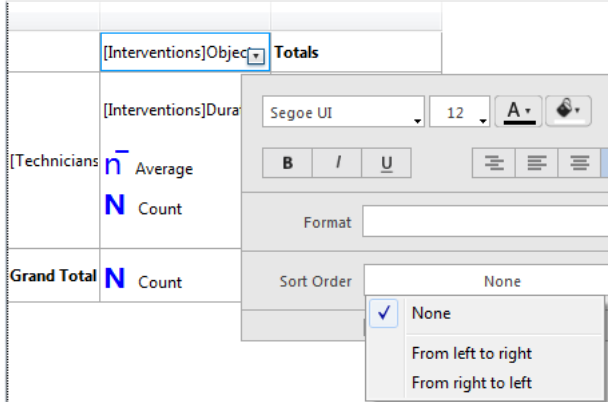 [Interventions]Objec
Totals
[Interventions]Dura
Segoe UI
12
A
B
I
U
[Technicians
n Average
N Count
Format
Grand Total
N Count
Sort Order
None
None
From left to right
From right to left